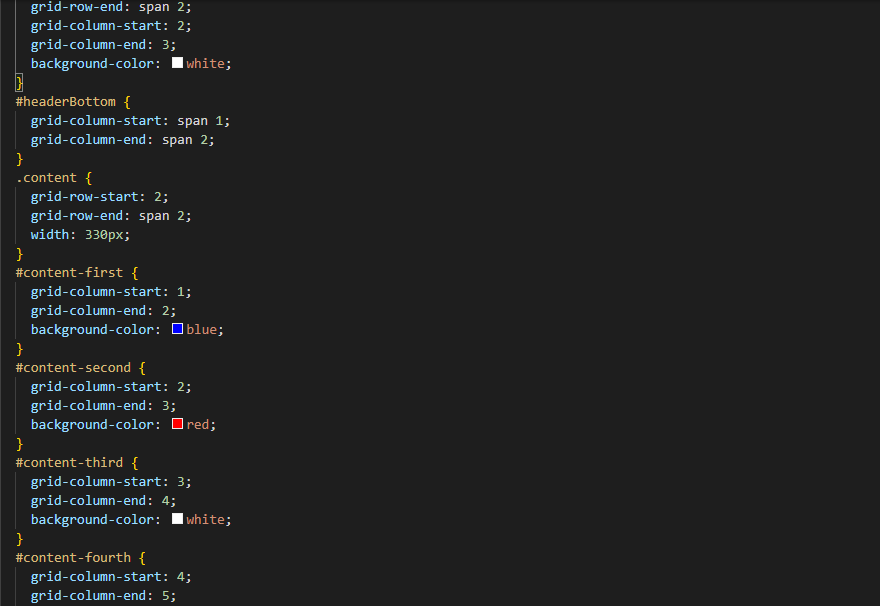 grid-row-end: span 2;
grid-column-start: 2;
grid-column-end: 3;
background-color: white;
}
#headerBottom {
grid-column-start: span 1;
grid-column-end: span 2;
}
.content {
grid-row-start: 2;
grid-row-end: span 2;
width: 330px;
}
#content-first {
grid-column-start: 1;
grid-column-end: 2;
background-color: blue;
}
#content-second {
grid-column-start: 2;
grid-column-end: 3;
background-color: red;
}
#content-third {
grid-column-start: 3;
grid-column-end: 4;
background-color: white;
}
#content-fourth {
grid-column-start: 4;
grid-column-end: 5;